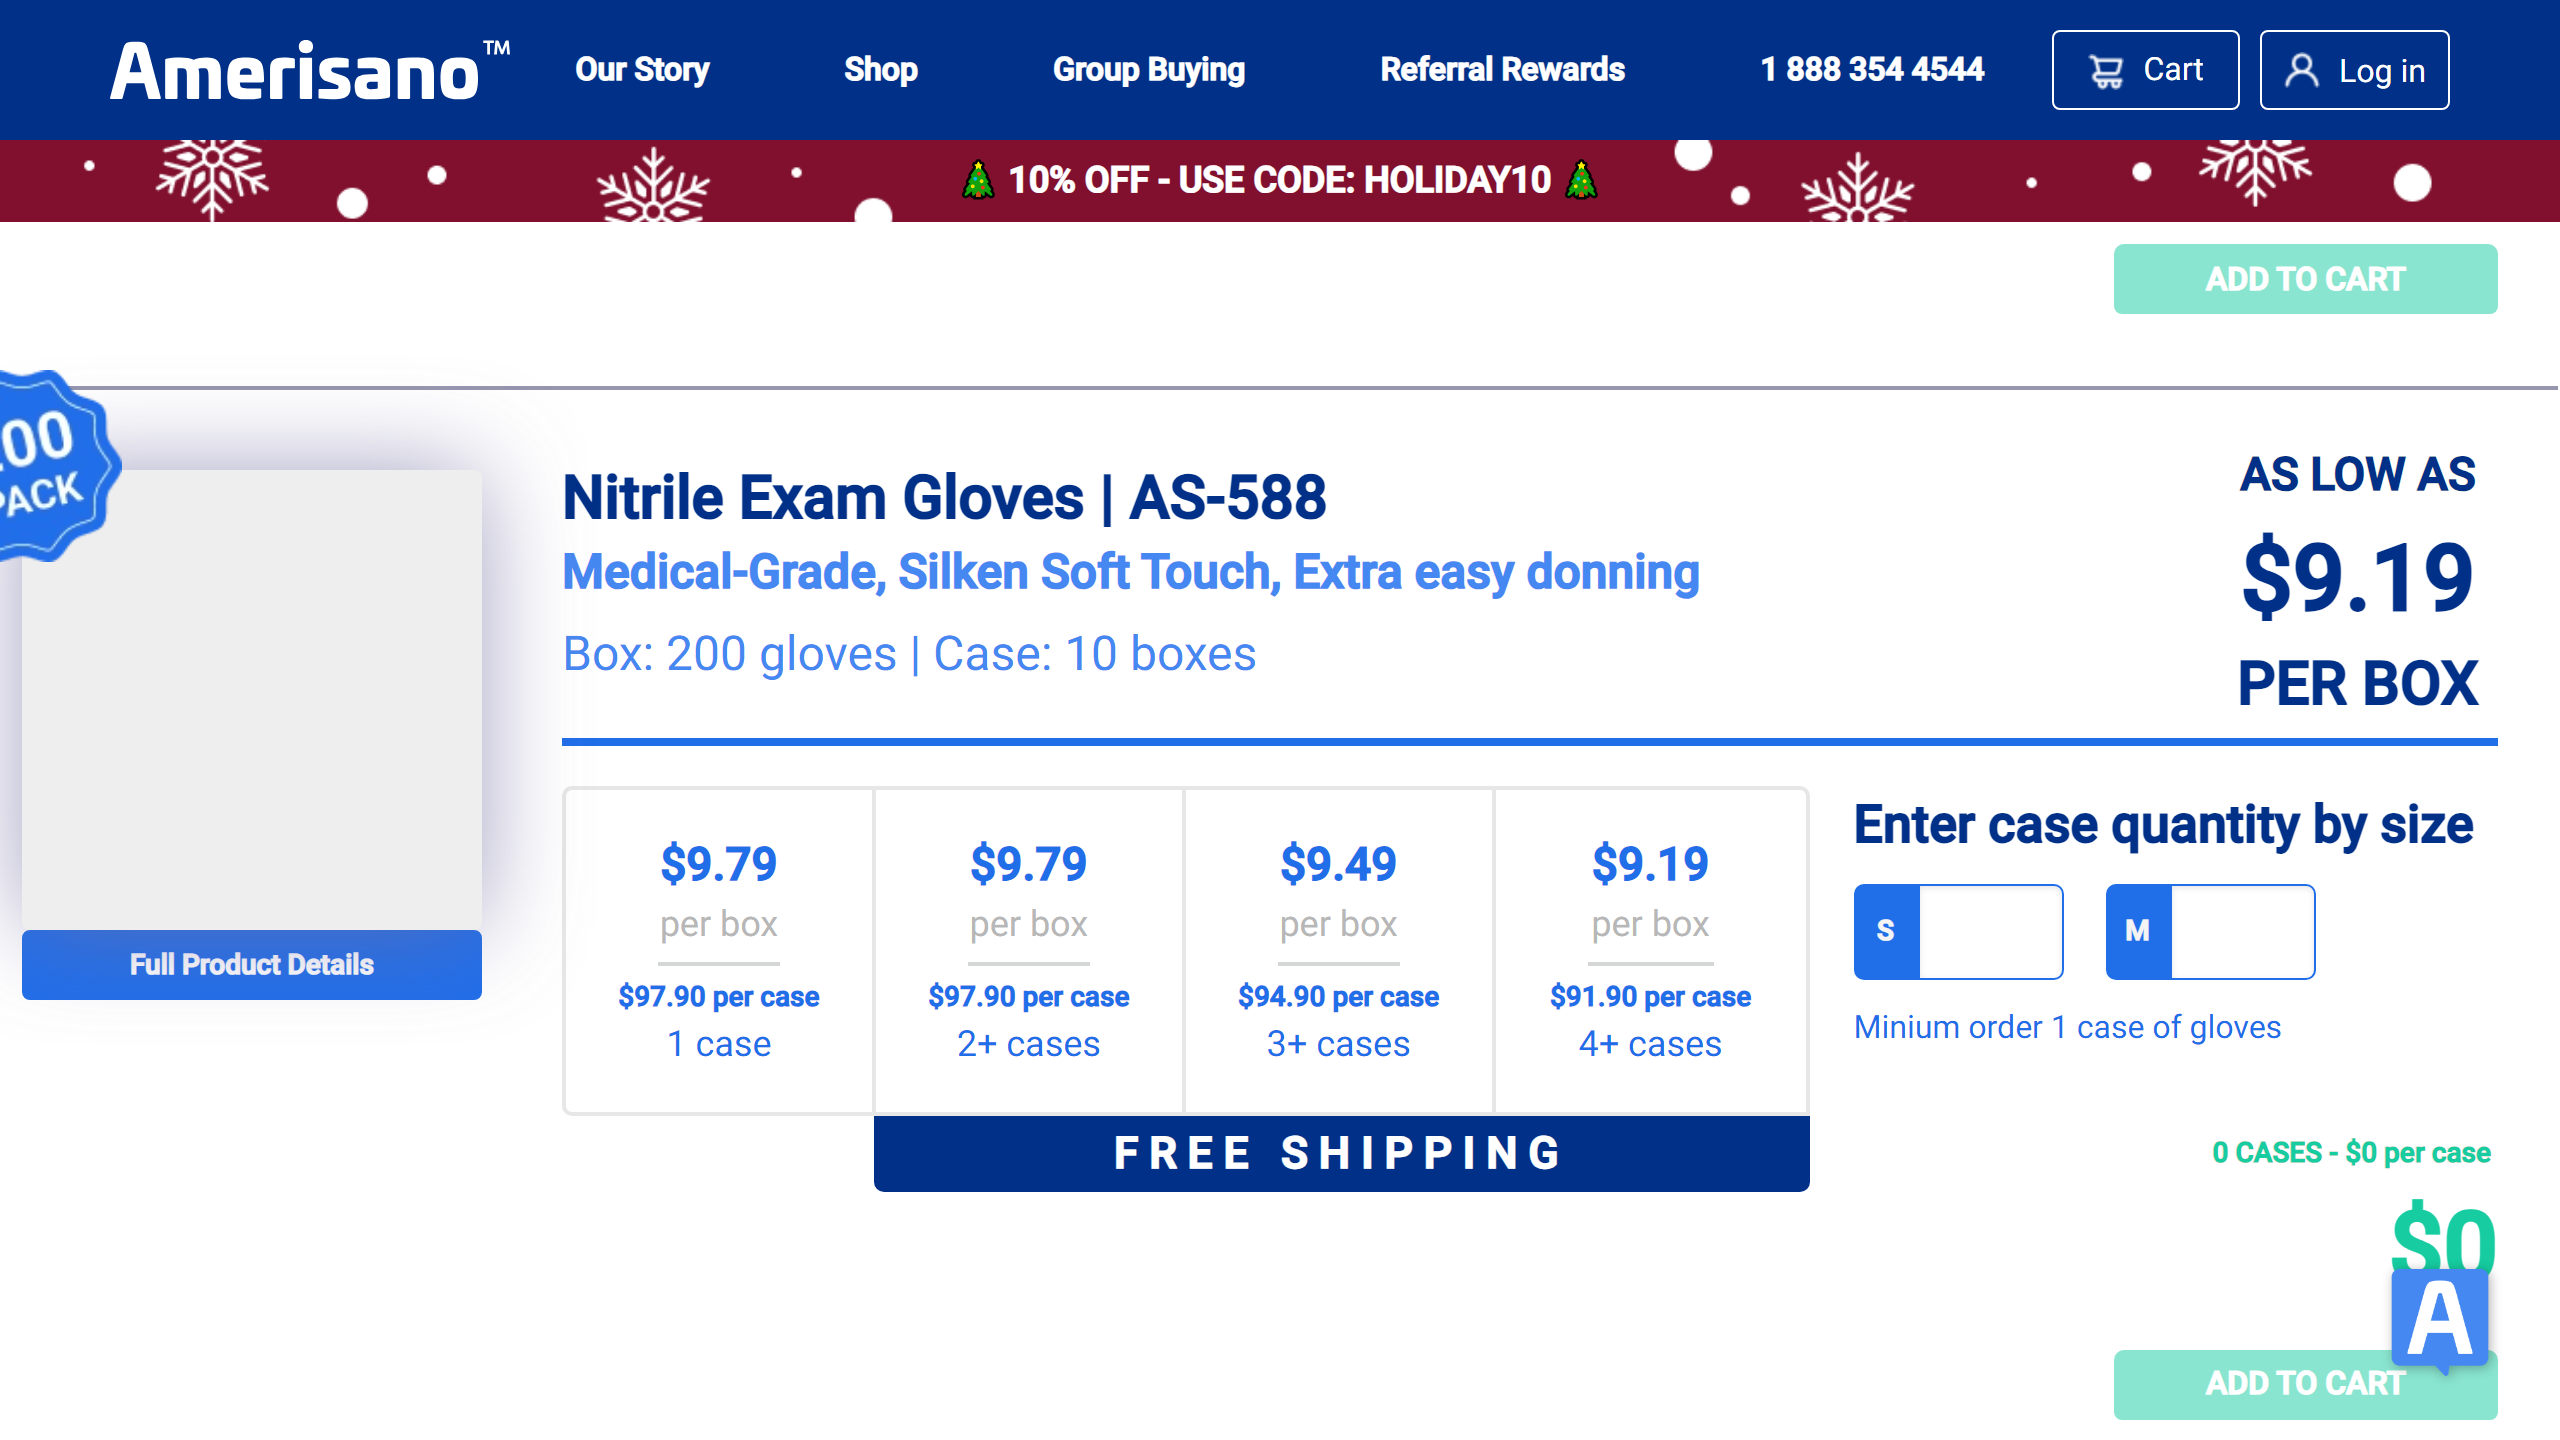 Amerisano™
Our Story
Shop
Group Buying
Referral Rewards
1 888 354 4544
Cart
Log in
🎄 10% OFF - USE CODE: HOLIDAY10 🎄
ADD TO CART
00
PACK
Full Product Details
Nitrile Exam Gloves | AS-588
Medical-Grade, Silken Soft Touch, Extra easy donning
Box: 200 gloves | Case: 10 boxes
AS LOW AS
$9.19
PER BOX
$9.79
per box
$97.90 per case
1 case
$9.79
per box
$97.90 per case
2+ cases
$9.49
per box
$94.90 per case
3+ cases
$9.19
per box
$91.90 per case
4+ cases
FREE SHIPPING
Enter case quantity by size
S
M
Minium order 1 case of gloves
0 CASES - $0 per case
$0
A
ADD TO CART